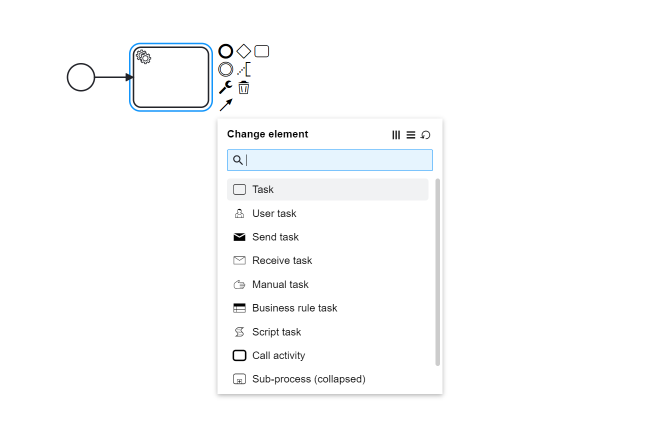 Change element
Task
User task
Send task
Receive task
Manual task
Business rule task
Script task
Call activity
Sub-process (collapsed)